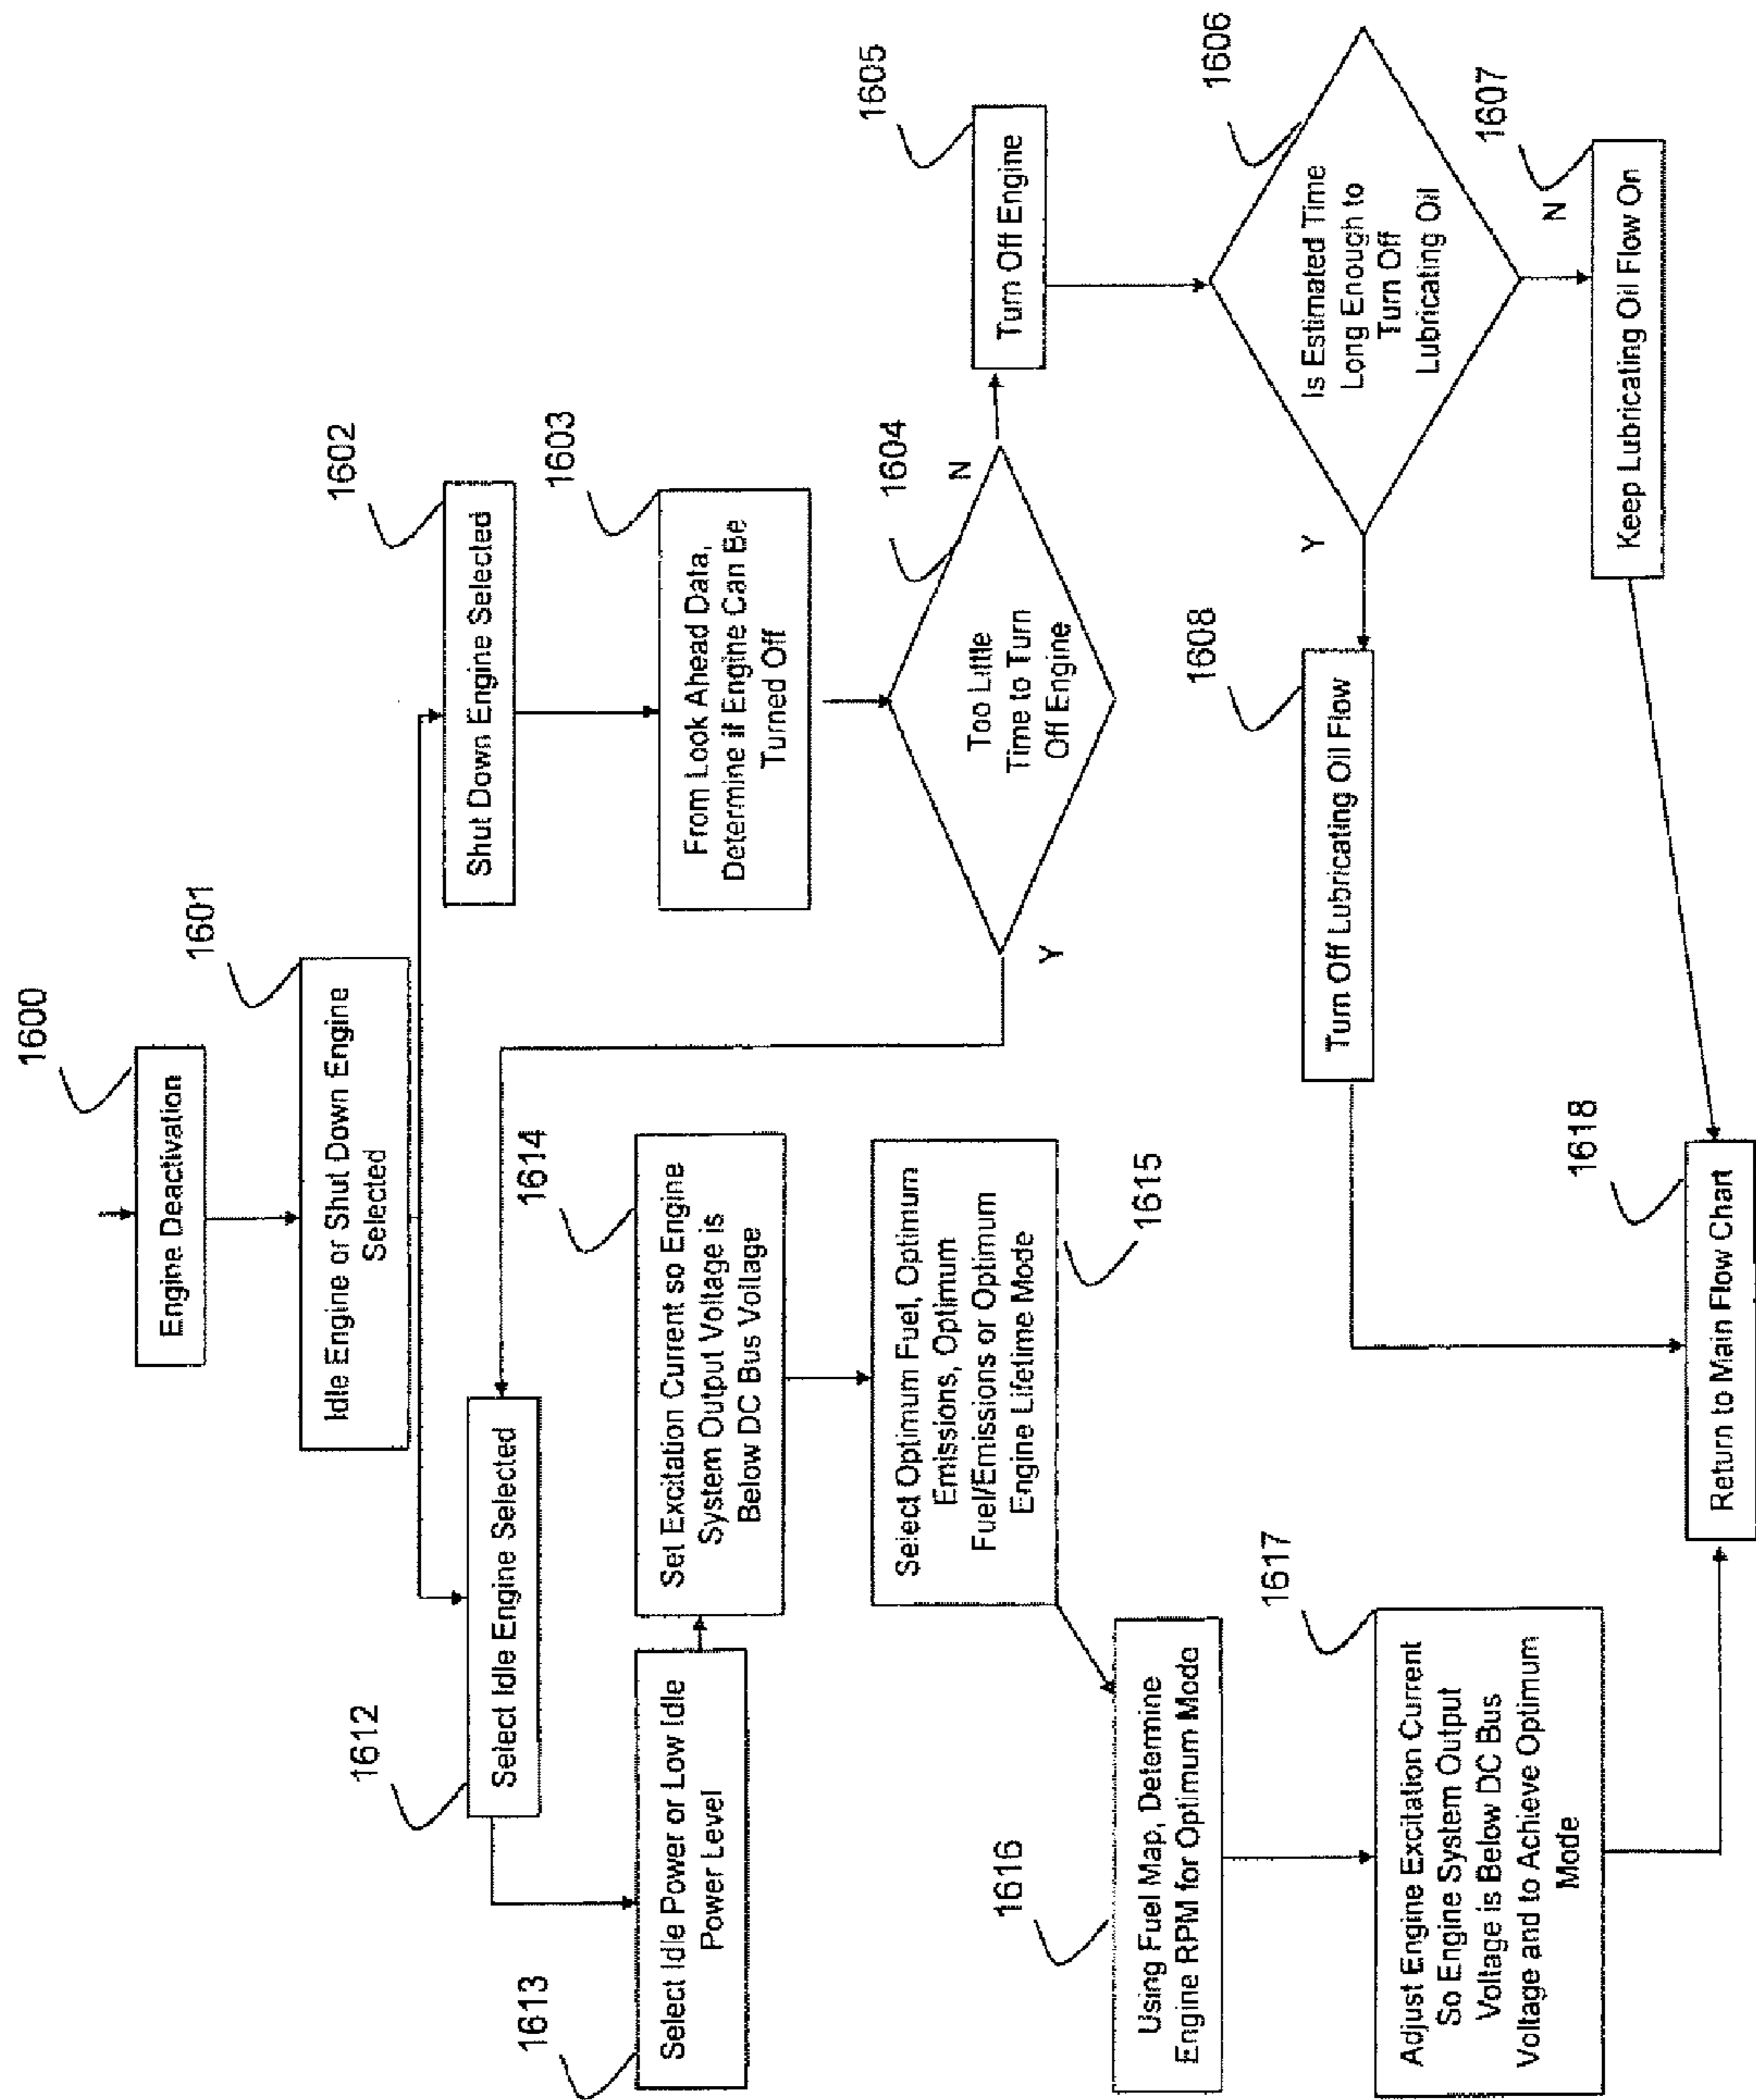 1600
Engine Deactivation
1601
Idle Engine or Shut Down Engine
Selected
1602
Shut Down Engine Selected
1603
From Look Ahead Data,
Determine if Engine Can Be
Turned Off
1604
Too Little
Time to Turn
Off Engine
Y
N
1605
Turn Off Engine
1606
Is Estimated Time
Long Enough to
Turn Off
Lubricating Oil
Y
N
1607
Keep Lubricating Oil Flow On
1608
Turn Off Lubricating Oil Flow
1612
Select Idle Engine Selected
1613
Select Idle Power or Low Idle
Power Level
1614
Set Excitation Current so Engine
System Output Voltage is
Below DC Bus Voltage
1615
Select Optimum Fuel, Optimum
Emissions, Optimum
Fuel/Emissions or Optimum
Engine Lifetime Mode
1616
Using Fuel Map, Determine
Engine RPM for Optimum Mode
1617
Adjust Engine Excitation Current
So Engine System Output
Voltage is Below DC Bus
Voltage and to Achieve Optimum
Mode
1618
Return to Main Flow Chart